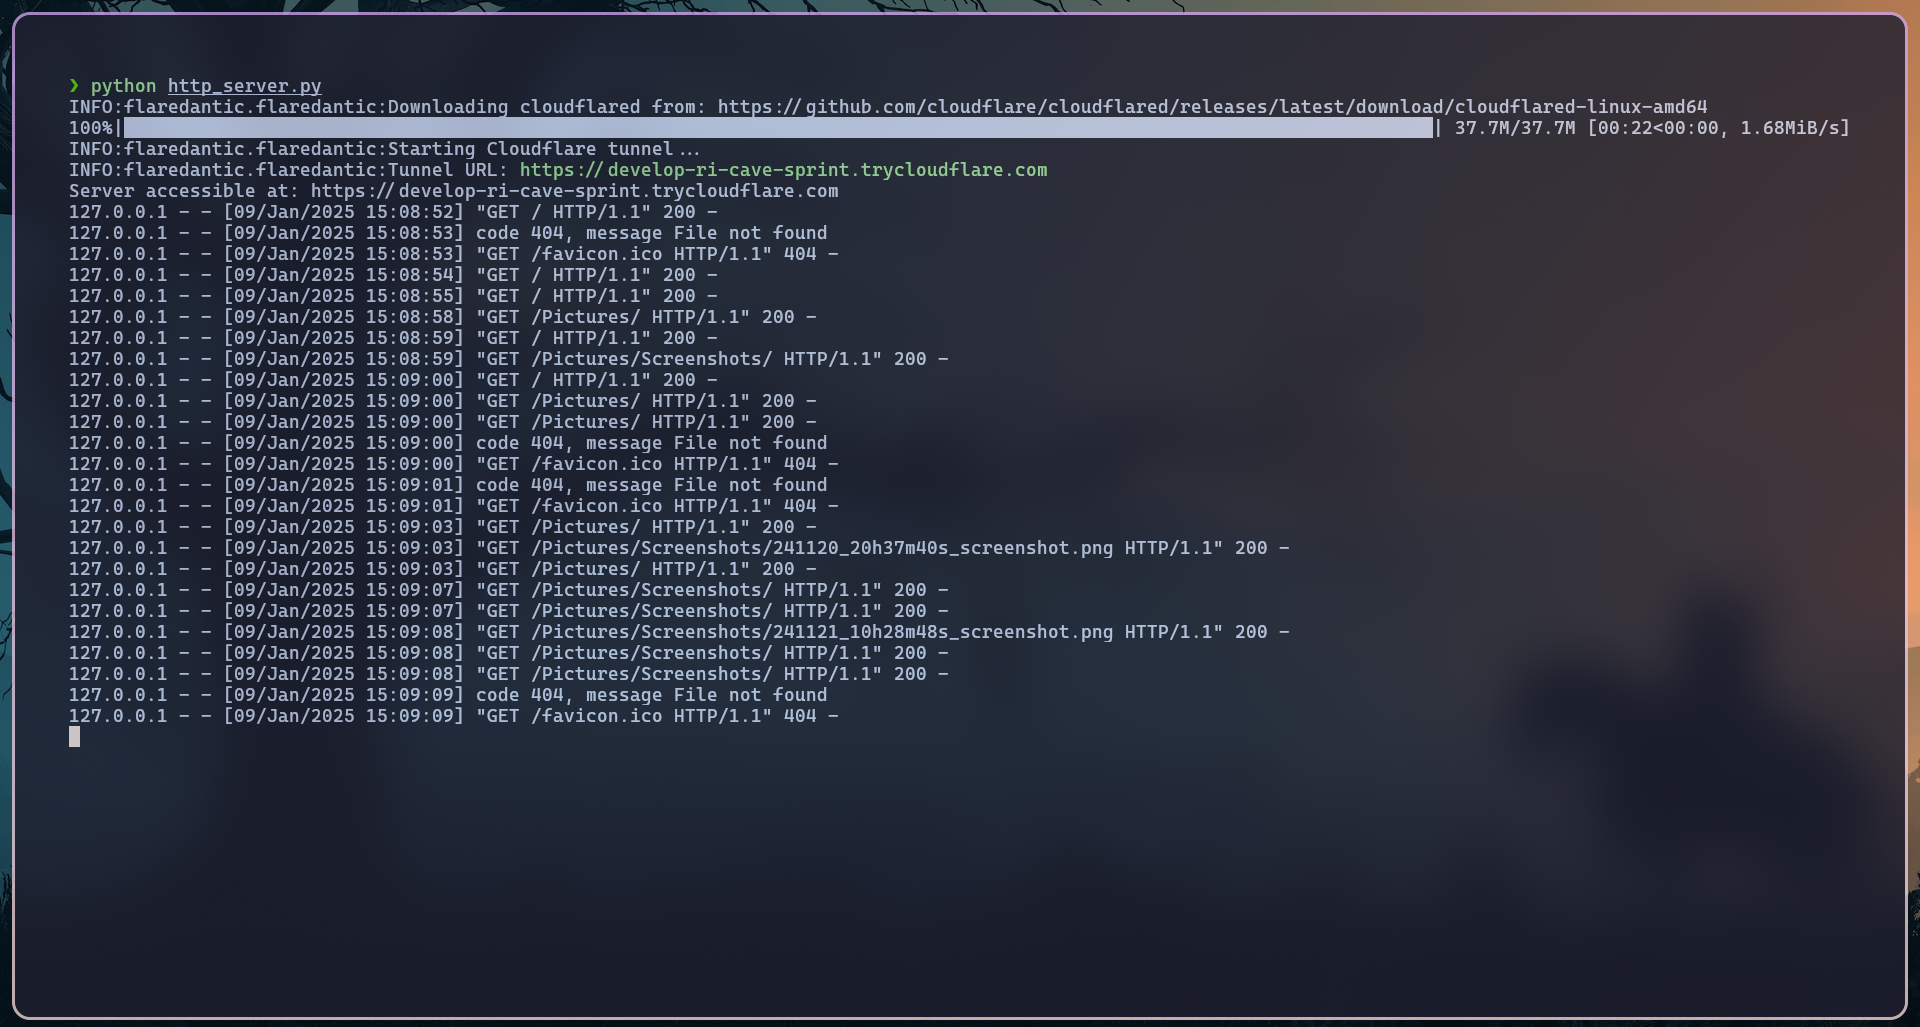 ❯ python http_server.py
INFO:flaredantic.flaredantic:Downloading cloudflared from: https://github.com/cloudflare/cloudflared/releases/latest/download/cloudflared-linux-amd64
100%|| 37.7M/37.7M [00:22<00:00, 1.68MiB/s]
INFO:flaredantic.flaredantic:Starting Cloudflare tunnel...
INFO:flaredantic.flaredantic:Tunnel URL: https://develop-ri-cave-sprint.trycloudflare.com
Server accessible at: https://develop-ri-cave-sprint.trycloudflare.com
127.0.0.1 - - [09/Jan/2025 15:08:52] "GET / HTTP/1.1" 200 -
127.0.0.1 - - [09/Jan/2025 15:08:53] code 404, message File not found
127.0.0.1 - - [09/Jan/2025 15:08:53] "GET /favicon.ico HTTP/1.1" 404 -
127.0.0.1 - - [09/Jan/2025 15:08:54] "GET / HTTP/1.1" 200 -
127.0.0.1 - - [09/Jan/2025 15:08:55] "GET / HTTP/1.1" 200 -
127.0.0.1 - - [09/Jan/2025 15:08:58] "GET /Pictures/ HTTP/1.1" 200 -
127.0.0.1 - - [09/Jan/2025 15:08:59] "GET / HTTP/1.1" 200 -
127.0.0.1 - - [09/Jan/2025 15:08:59] "GET /Pictures/Screenshots/ HTTP/1.1" 200 -
127.0.0.1 - - [09/Jan/2025 15:09:00] "GET / HTTP/1.1" 200 -
127.0.0.1 - - [09/Jan/2025 15:09:00] "GET /Pictures/ HTTP/1.1" 200 -
127.0.0.1 - - [09/Jan/2025 15:09:00] "GET /Pictures/ HTTP/1.1" 200 -
127.0.0.1 - - [09/Jan/2025 15:09:00] code 404, message File not found
127.0.0.1 - - [09/Jan/2025 15:09:00] "GET /favicon.ico HTTP/1.1" 404 -
127.0.0.1 - - [09/Jan/2025 15:09:01] code 404, message File not found
127.0.0.1 - - [09/Jan/2025 15:09:01] "GET /favicon.ico HTTP/1.1" 404 -
127.0.0.1 - - [09/Jan/2025 15:09:03] "GET /Pictures/ HTTP/1.1" 200 -
127.0.0.1 - - [09/Jan/2025 15:09:03] "GET /Pictures/Screenshots/241120_20h37m40s_screenshot.png HTTP/1.1" 200 -
127.0.0.1 - - [09/Jan/2025 15:09:03] "GET /Pictures/ HTTP/1.1" 200 -
127.0.0.1 - - [09/Jan/2025 15:09:07] "GET /Pictures/Screenshots/ HTTP/1.1" 200 -
127.0.0.1 - - [09/Jan/2025 15:09:07] "GET /Pictures/Screenshots/ HTTP/1.1" 200 -
127.0.0.1 - - [09/Jan/2025 15:09:08] "GET /Pictures/Screenshots/241121_10h28m48s_screenshot.png HTTP/1.1" 200 -
127.0.0.1 - - [09/Jan/2025 15:09:08] "GET /Pictures/Screenshots/ HTTP/1.1" 200 -
127.0.0.1 - - [09/Jan/2025 15:09:08] "GET /Pictures/Screenshots/ HTTP/1.1" 200 -
127.0.0.1 - - [09/Jan/2025 15:09:09] code 404, message File not found
127.0.0.1 - - [09/Jan/2025 15:09:09] "GET /favicon.ico HTTP/1.1" 404 -